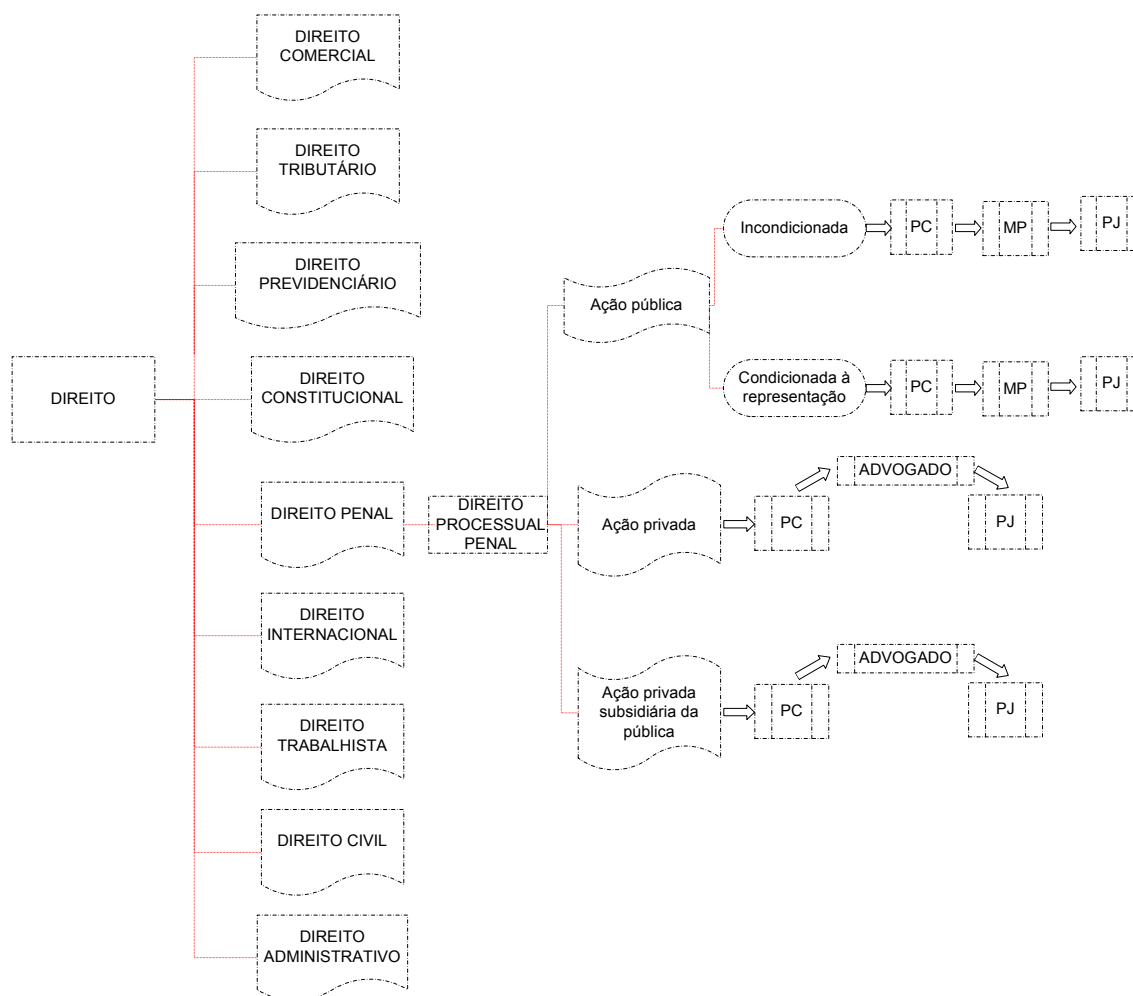 DIREITO
DIREITO
COMERCIAL
DIREITO
TRIBUTÁRIO
DIREITO
PREVIDENCIÁRIO
DIREITO
CONSTITUCIONAL
DIREITO PENAL
DIREITO
INTERNACIONAL
DIREITO
TRABALHISTA
DIREITO CIVIL
DIREITO
ADMINISTRATIVO
DIREITO
PROCESSUAL
PENAL
Ação pública
Incondicionada
PC
MP
PJ
Condicionada à
representação
PC
MP
PJ
Ação privada
PC
ADVOGADO
PJ
Ação privada
subsidiária da
pública
PC
ADVOGADO
PJ